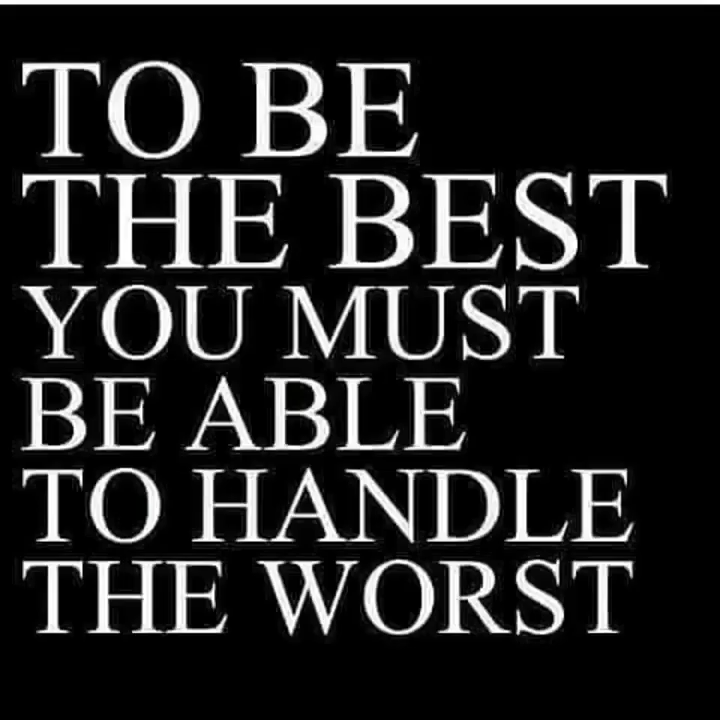 TO BE
THE BEST
YOU MUST
BE ABLE
TO HANDLE
THE WORST